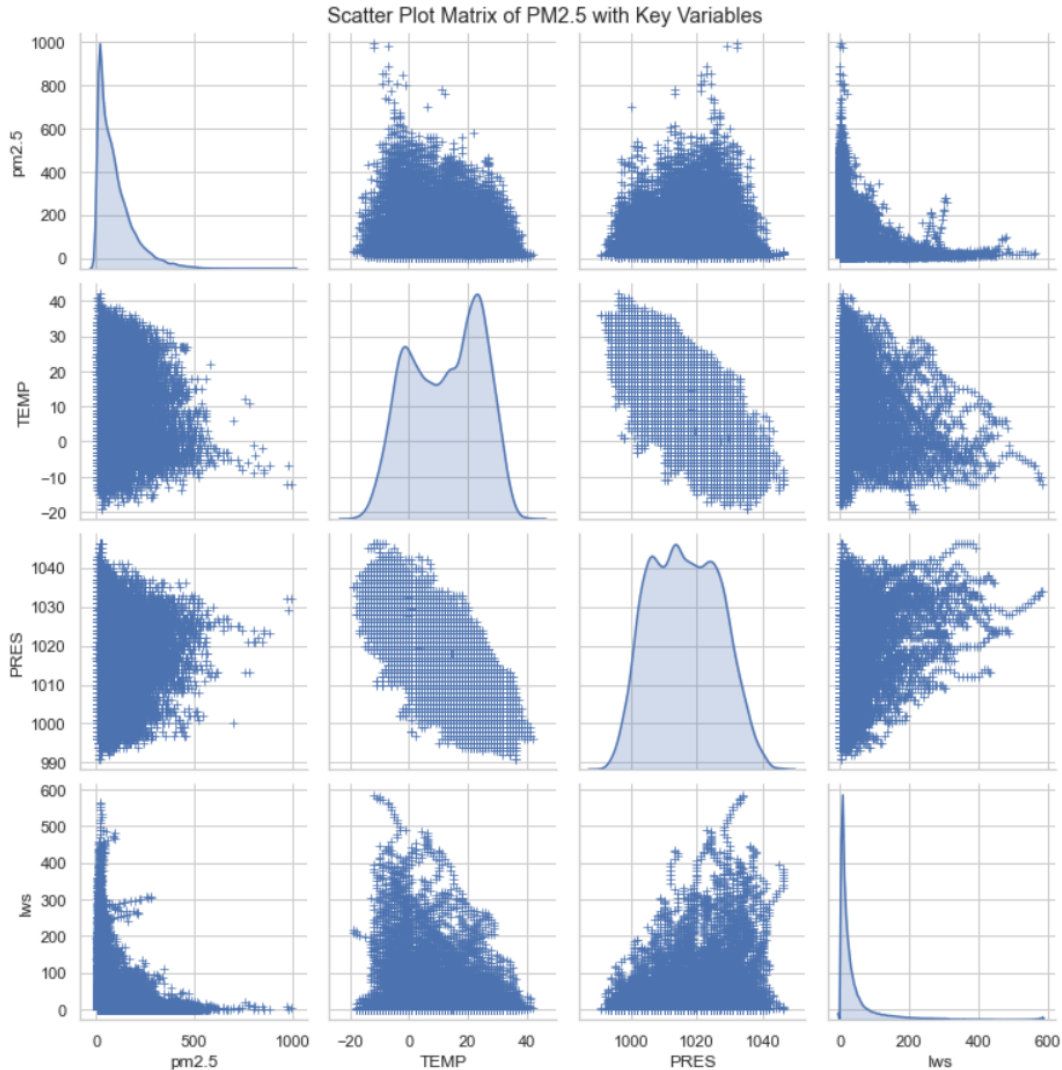 Scatter Plot Matrix of PM2.5 with Key Variables
1000
800
600
400
200
0
pm2.5
40
30
20
10
0
−10
−20
TEMP
1040
1030
1020
1010
1000
990
PRES
600
500
400
300
200
100
0
Iws
0 500 1000
−20 0 20 40
1000 1020 1040
0 200 400 600
pm2.5 TEMP PRES Iws